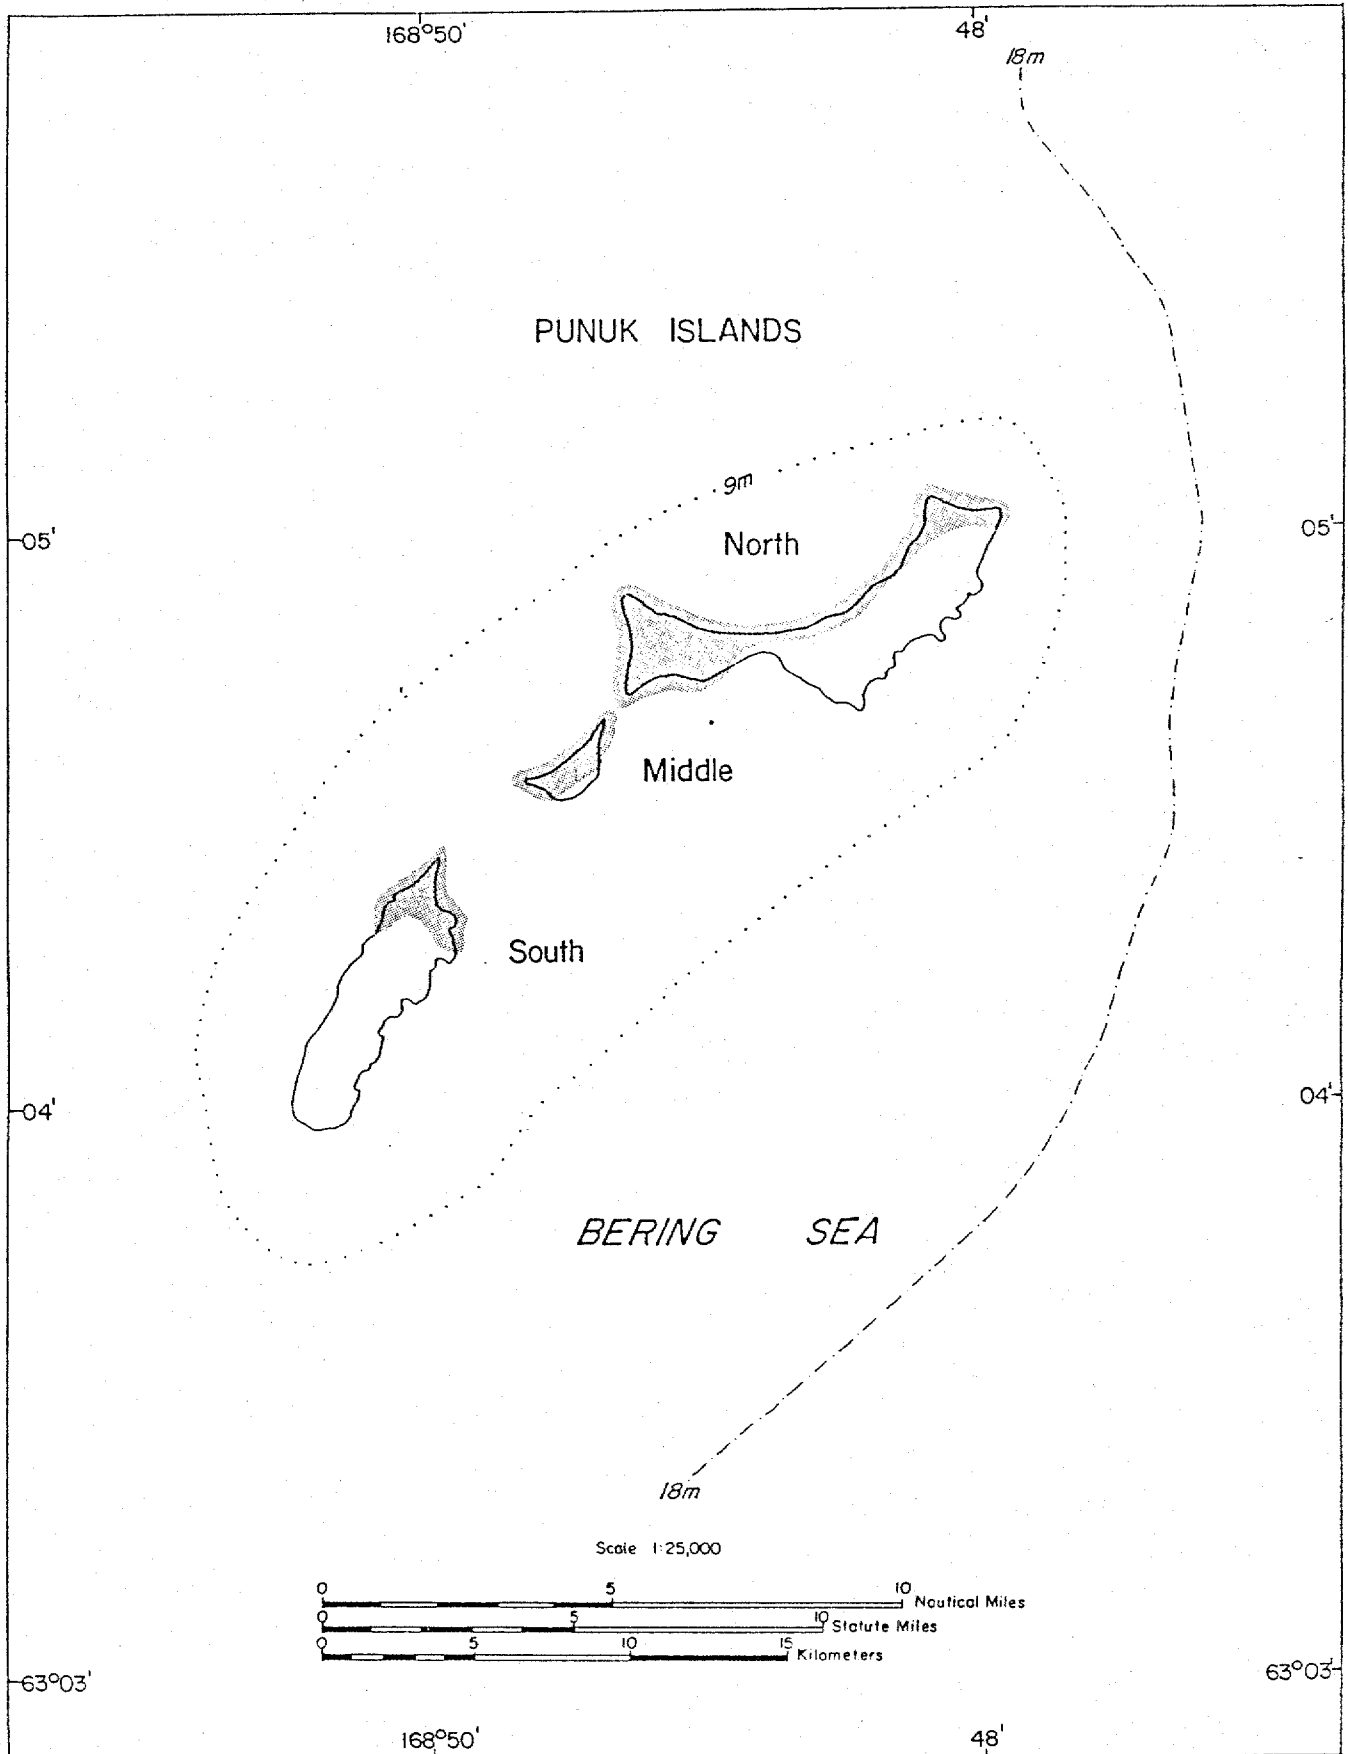 168°50' 48'
18m
PUNUK ISLANDS
9m
05' North 05'
Middle
South
04' 04'
BERING SEA
18m
Scale 1:25,000
0 5 10 Nautical Miles
0 5 10 Statute Miles
0 5 10 15 Kilometers
63°03' 63°03'
168°50' 48'